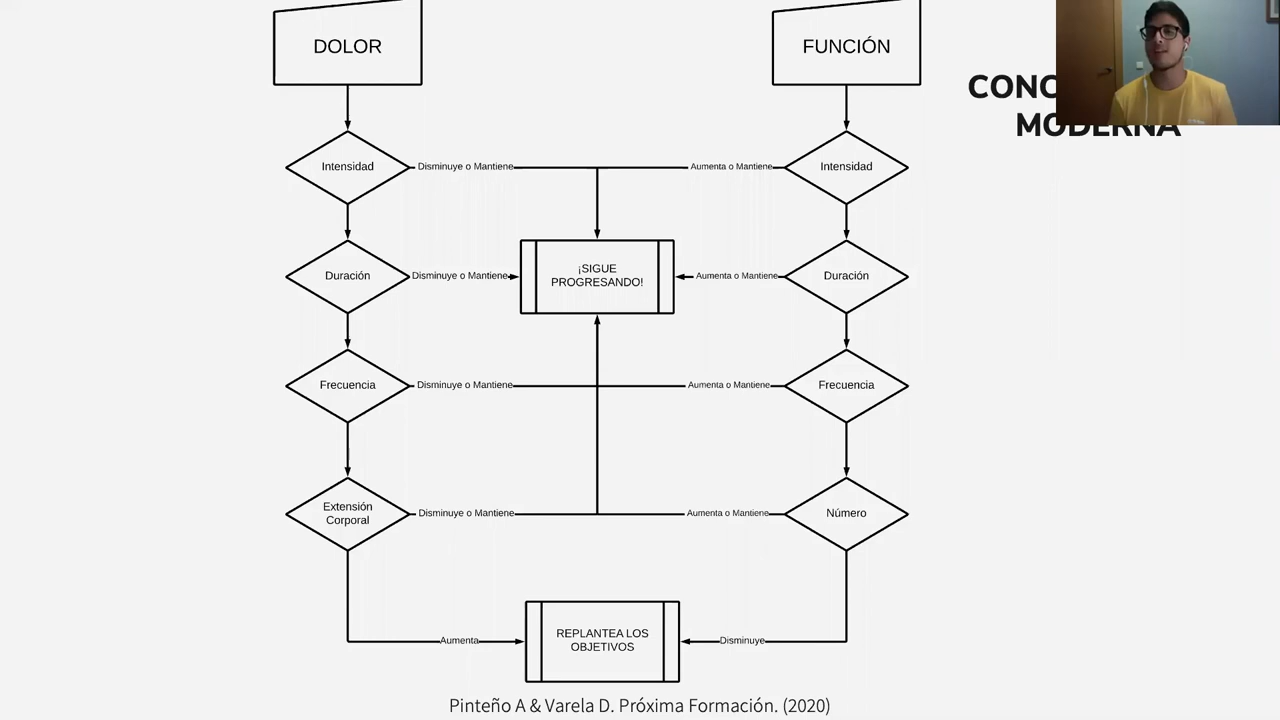 DOLOR
FUNCIÓN
MODERNA
Intensidad
Disminuye o Mantiene
Aumenta o Mantiene
Intensidad
Duración
Disminuye o Mantiene
¡SIGUE
PROGRESANDO!
Aumenta o Mantiene
Duración
Frecuencia
Disminuye o Mantiene
Aumenta o Mantiene
Frecuencia
Extensión
Corporal
Disminuye o Mantiene
Aumenta o Mantiene
Número
Aumenta
REPLANTEA LOS
OBJETIVOS
Disminuye
Pinteño A & Varela D. Próxima Formación. (2020)